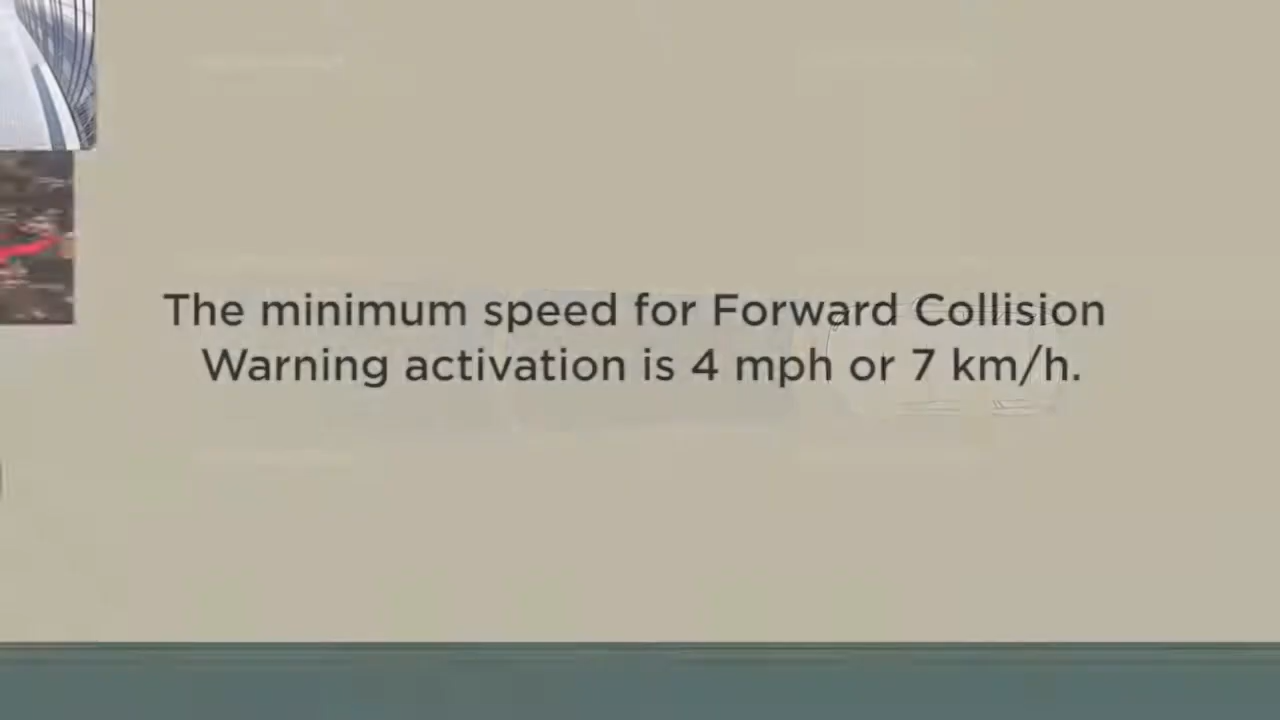 The minimum speed for Forward Collision
Warning activation is 4 mph or 7 km/h.